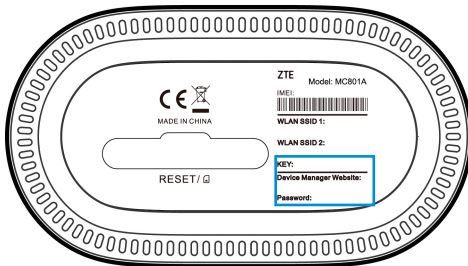 CE
MADE IN CHINA
RESET/
ZTE Model: MC801A
IMEI:
WLAN SSID 1:
WLAN SSID 2:
KEY:
Device Manager Website:
Password: